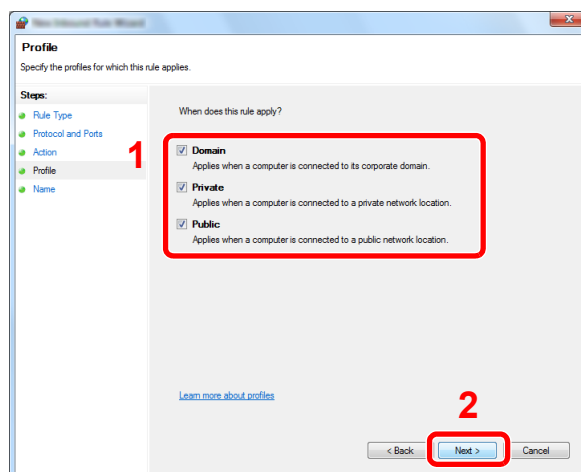 Profile
Specify the profiles for which this rule applies.
Steps:
Rule Type
Protocol and Ports
Action
Profile
Name
When does this rule apply?
1
Domain
Applies when a computer is connected to its corporate domain.
Private
Applies when a computer is connected to a private network location.
Public
Applies when a computer is connected to a public network location.
Learn more about profiles
2
< Back
Next >
Cancel